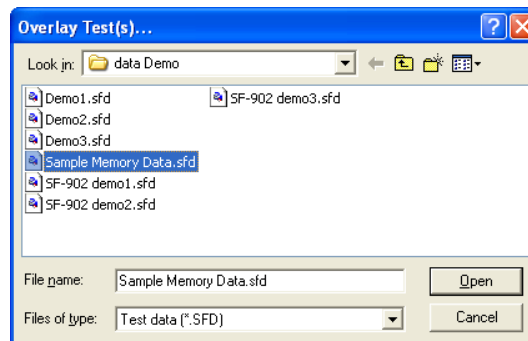 Overlay Test(s)...
Look in: data Demo
Demo1.sfd
Demo2.sfd
Demo3.sfd
Sample Memory Data.sfd
SF-902 demo1.sfd
SF-902 demo2.sfd
SF-902 demo3.sfd
File name: Sample Memory Data.sfd Open
Files of type: Test data (*.SFD) Cancel